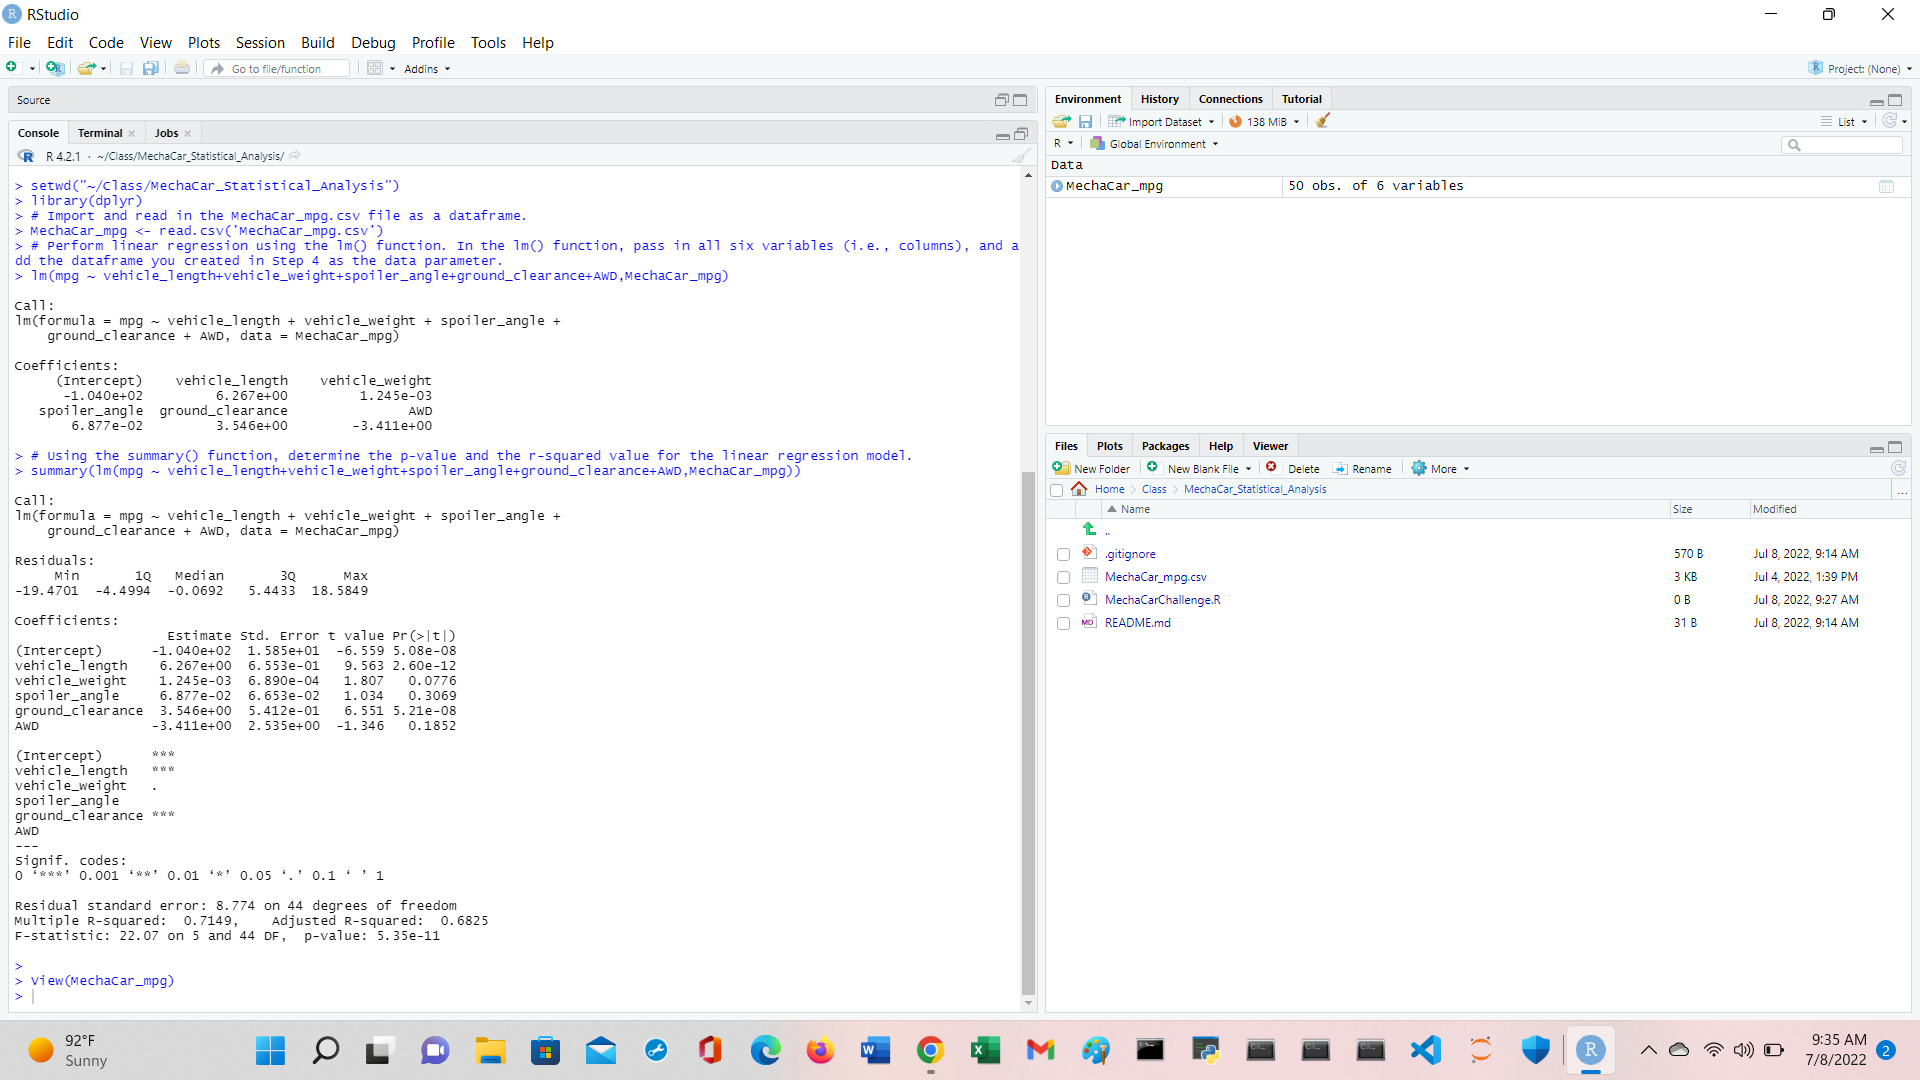 RStudio
File Edit Code View Plots Session Build Debug Profile Tools Help
Go to file/function Addins Project: (None)
Source
Console Terminal Jobs
R 4.2.1 · ~/Class/MechaCar_Statistical_Analysis/
> setwd("~/Class/MechaCar_Statistical_Analysis")
> library(dplyr)
> # Import and read in the MechaCar_mpg.csv file as a dataframe.
> MechaCar_mpg <- read.csv('MechaCar_mpg.csv')
> # Perform linear regression using the lm() function. In the lm() function, pass in all six variables (i.e., columns), and a
dd the dataframe you created in Step 4 as the data parameter.
> lm(mpg ~ vehicle_length+vehicle_weight+spoiler_angle+ground_clearance+AWD,MechaCar_mpg)
Call:
lm(formula = mpg ~ vehicle_length + vehicle_weight + spoiler_angle +
    ground_clearance + AWD, data = MechaCar_mpg)
Coefficients:
     (Intercept)    vehicle_length    vehicle_weight
      -1.040e+02         6.267e+00         1.245e-03
   spoiler_angle  ground_clearance               AWD
       6.877e-02         3.546e+00        -3.411e+00
> # Using the summary() function, determine the p-value and the r-squared value for the linear regression model.
> summary(lm(mpg ~ vehicle_length+vehicle_weight+spoiler_angle+ground_clearance+AWD,MechaCar_mpg))
Call:
lm(formula = mpg ~ vehicle_length + vehicle_weight + spoiler_angle +
    ground_clearance + AWD, data = MechaCar_mpg)
Residuals:
     Min       1Q   Median       3Q      Max
-19.4701  -4.4994  -0.0692   5.4433  18.5849
Coefficients:
                   Estimate Std. Error t value Pr(>|t|)
(Intercept)      -1.040e+02  1.585e+01  -6.559 5.08e-08
vehicle_length    6.267e+00  6.553e-01   9.563 2.60e-12
vehicle_weight    1.245e-03  6.890e-04   1.807   0.0776
spoiler_angle     6.877e-02  6.653e-02   1.034   0.3069
ground_clearance  3.546e+00  5.412e-01   6.551 5.21e-08
AWD              -3.411e+00  2.535e+00  -1.346   0.1852
(Intercept)      ***
vehicle_length   ***
vehicle_weight   .
spoiler_angle
ground_clearance ***
AWD
---
Signif. codes:
0 ‘***’ 0.001 ‘**’ 0.01 ‘*’ 0.05 ‘.’ 0.1 ‘ ’ 1
Residual standard error: 8.774 on 44 degrees of freedom
Multiple R-squared:  0.7149,    Adjusted R-squared:  0.6825
F-statistic: 22.07 on 5 and 44 DF,  p-value: 5.35e-11
>
> View(MechaCar_mpg)
>
Environment History Connections Tutorial
Import Dataset 138 MiB List
R Global Environment
Data
MechaCar_mpg 50 obs. of 6 variables
Files Plots Packages Help Viewer
New Folder New Blank File Delete Rename More
Home Class MechaCar_Statistical_Analysis ...
Name Size Modified
..
.gitignore 570 B Jul 8, 2022, 9:14 AM
MechaCar_mpg.csv 3 KB Jul 4, 2022, 1:39 PM
MechaCarChallenge.R 0 B Jul 8, 2022, 9:27 AM
README.md 31 B Jul 8, 2022, 9:14 AM
92°F
Sunny
9:35 AM
7/8/2022
2